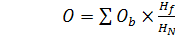 O = ∑ O_b × H_f / H_N